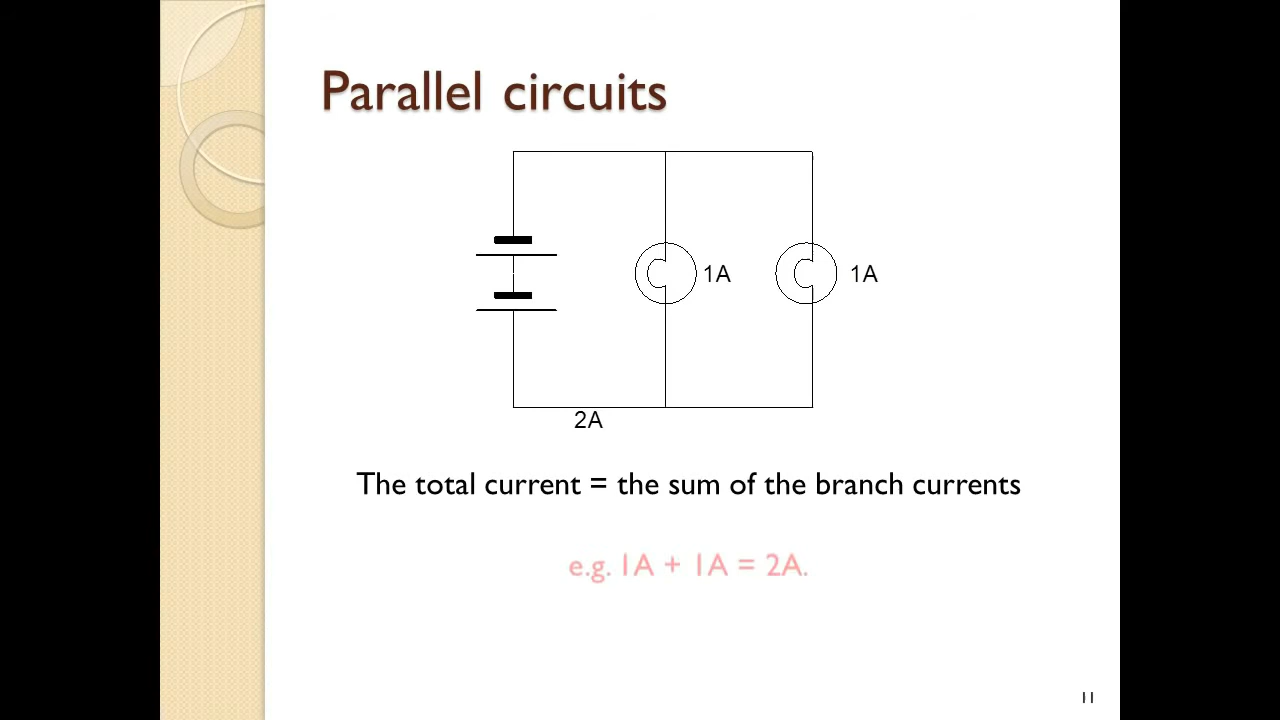 Parallel circuits
1A
1A
2A
The total current = the sum of the branch currents
e.g. 1A + 1A = 2A.
11